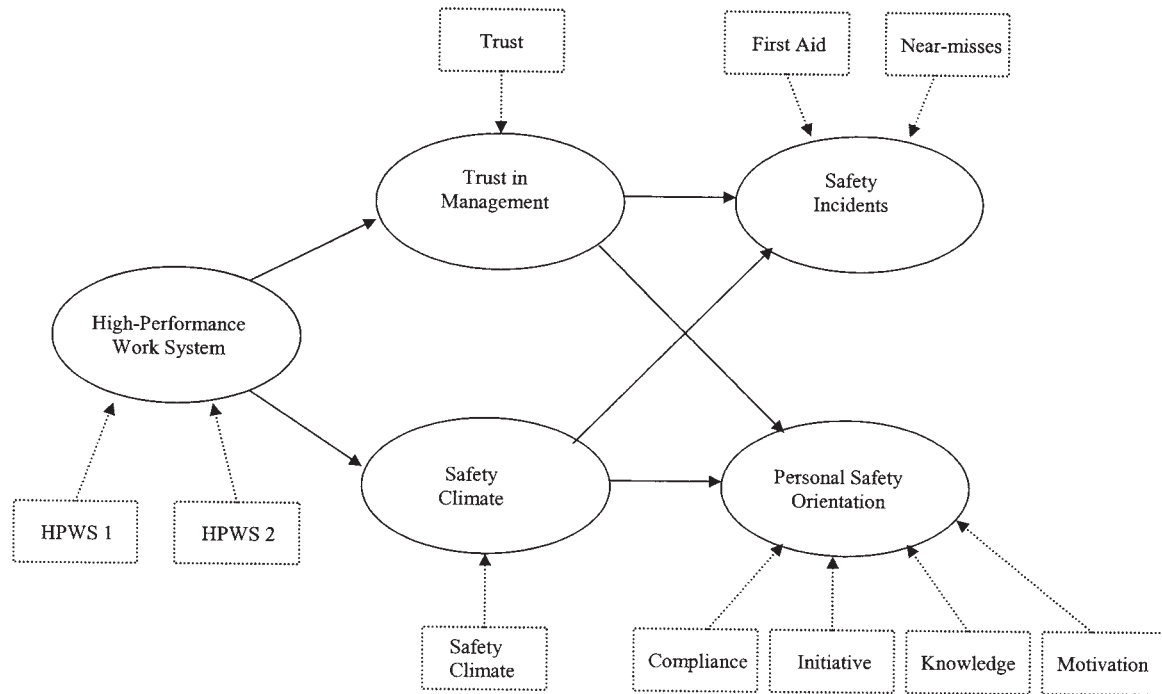 Trust
First Aid
Near-misses
Trust in
Management
Safety
Incidents
High-Performance
Work System
HPWS 1
HPWS 2
Safety
Climate
Personal Safety
Orientation
Safety
Climate
Compliance
Initiative
Knowledge
Motivation